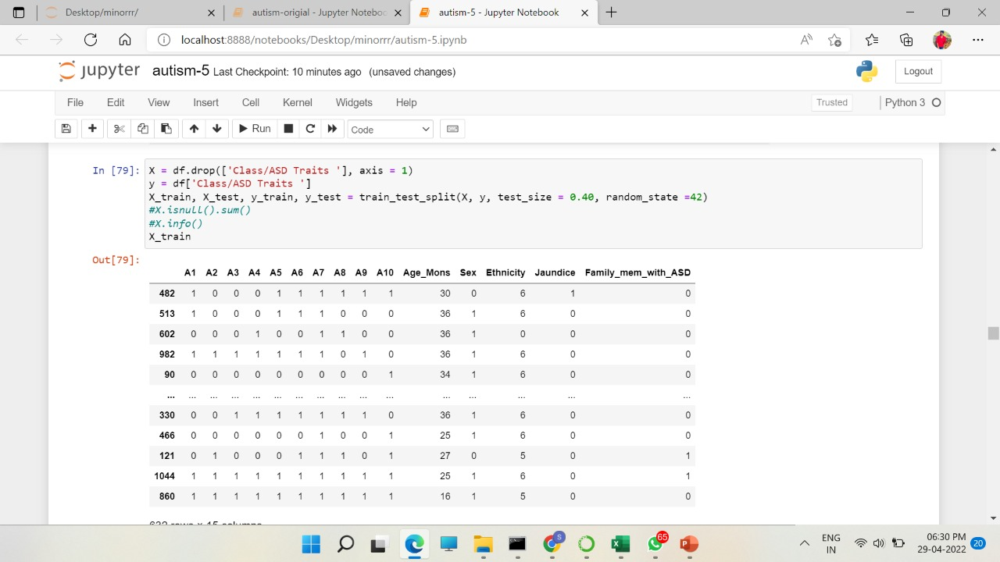 Desktop/minorrr/
autism-origial - Jupyter Noteboo
autism-5 - Jupyter Notebook
localhost:8888/notebooks/Desktop/minorrr/autism-5.ipynb
jupyter autism-5 Last Checkpoint: 10 minutes ago (unsaved changes)
Logout
File Edit View Insert Cell Kernel Widgets Help
Trusted
Python 3
Run
Code
In [79]:
X = df.drop(['Class/ASD Traits '], axis = 1)
y = df['Class/ASD Traits ']
X_train, X_test, y_train, y_test = train_test_split(X, y, test_size = 0.40, random_state =42)
#X.isnull().sum()
#X.info()
X_train
Out[79]:
A1 A2 A3 A4 A5 A6 A7 A8 A9 A10 Age_Mons Sex Ethnicity Jaundice Family_mem_with_ASD
482 1 0 0 0 1 1 1 1 1 1 30 0 6 1 0
513 1 0 0 0 1 1 1 0 0 0 36 1 6 0 0
602 0 0 0 1 0 0 1 1 0 0 36 1 0 0 0
982 1 1 1 1 1 1 1 0 1 0 36 1 6 0 0
90 0 0 0 0 0 0 0 0 0 1 34 1 6 0 0
... ... ... ... ... ... ... ... ... ... ... ... ... ... ... ...
330 0 0 1 1 1 1 1 1 1 0 36 1 6 0 0
466 0 0 0 0 0 0 1 0 0 1 25 1 6 0 0
121 0 1 0 0 0 1 1 1 0 1 27 0 5 0 1
1044 1 1 1 1 1 1 1 1 1 1 25 1 6 0 1
860 1 1 1 1 1 1 1 1 1 1 16 1 5 0 0
632 rows × 15 columns
S
65
ENG
IN
06:30 PM
29-04-2022
20